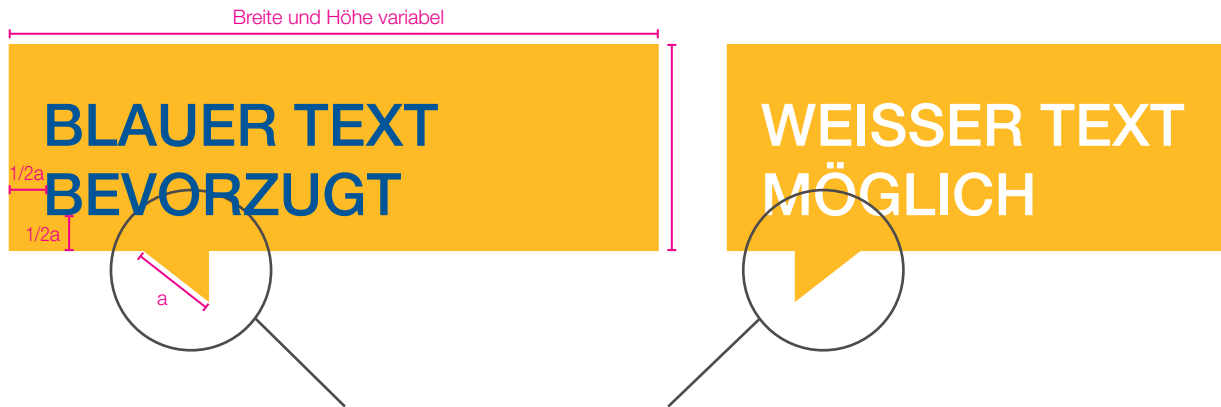 Breite und Höhe variabel
BLAUER TEXT
BEVORZUGT
1/2a
1/2a
a
WEISSER TEXT
MÖGLICH